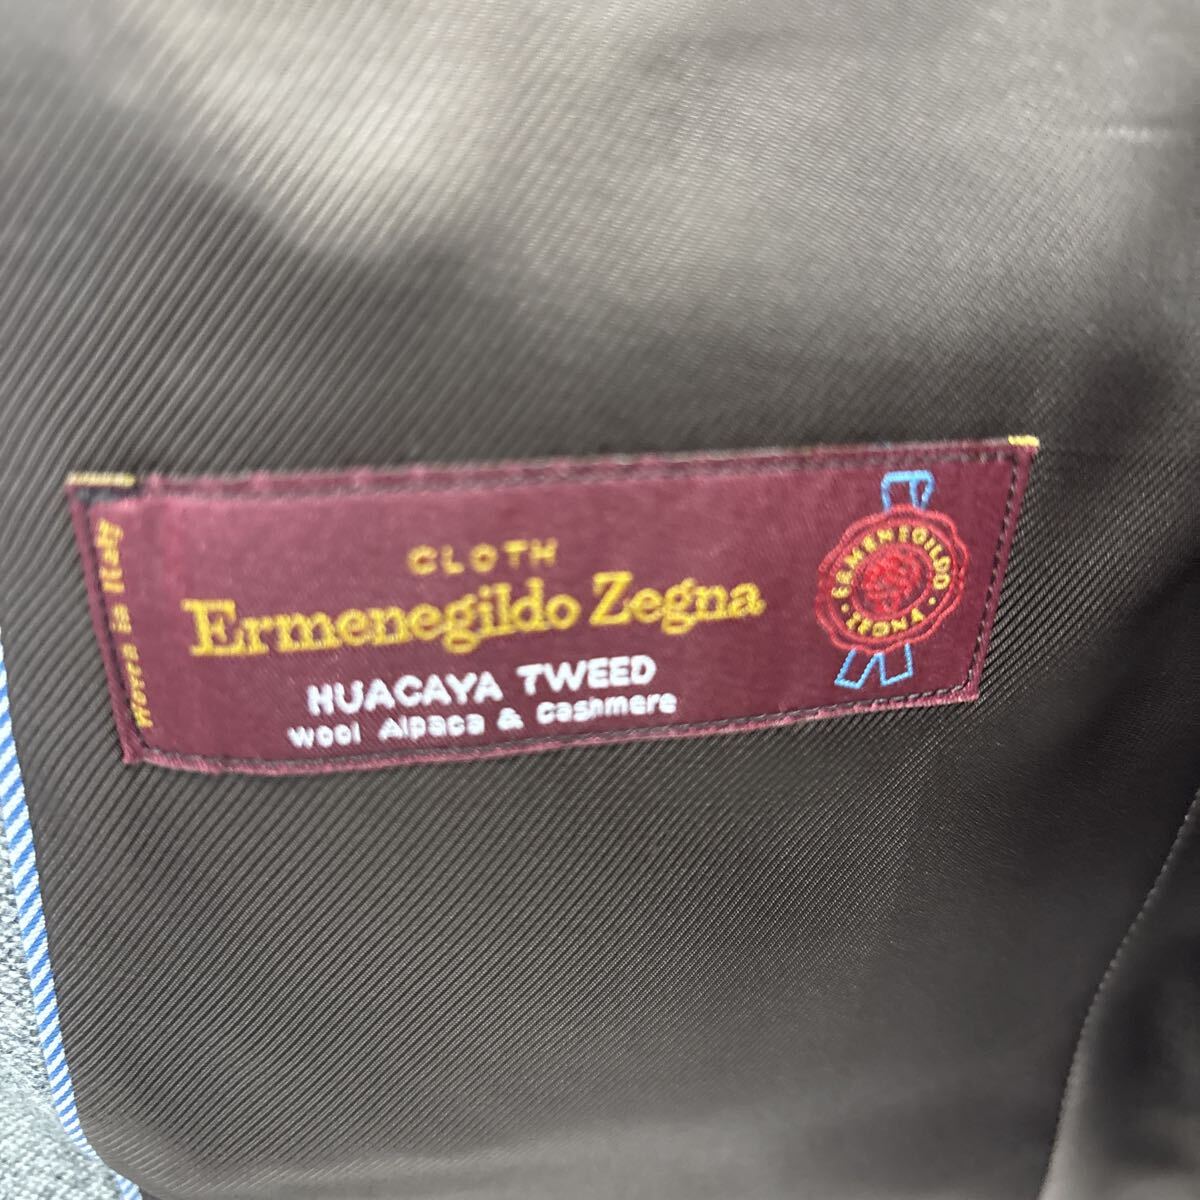 CLOTH
Ermenegildo Zegna
HUACAYA TWEED
Wool Alpaca & Cashmere
Woven in Italy
ERMENEGILDO · ZEGNA ·